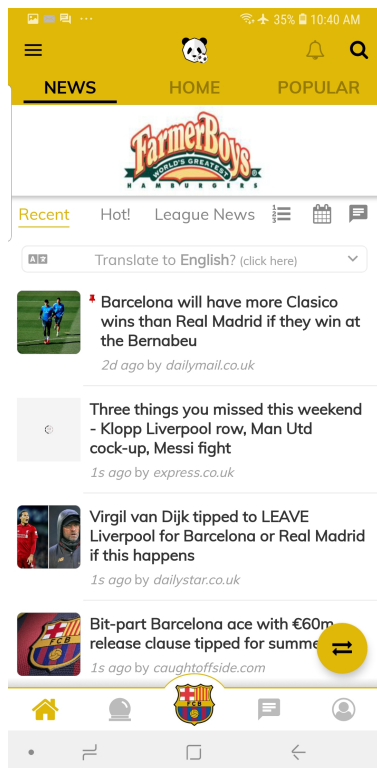 35% 10:40 AM
NEWS HOME POPULAR
FarmerBoys
WORLD'S GREATEST
HAMBURGERS
Recent Hot! League News
Translate to English? (click here)
Barcelona will have more Clasico
wins than Real Madrid if they win at
the Bernabeu
2d ago by dailymail.co.uk
Three things you missed this weekend
- Klopp Liverpool row, Man Utd
cock-up, Messi fight
1s ago by express.co.uk
Virgil van Dijk tipped to LEAVE
Liverpool for Barcelona or Real Madrid
if this happens
1s ago by dailystar.co.uk
Bit-part Barcelona ace with €60m
release clause tipped for summe
1s ago by caughtoffside.com
FCB